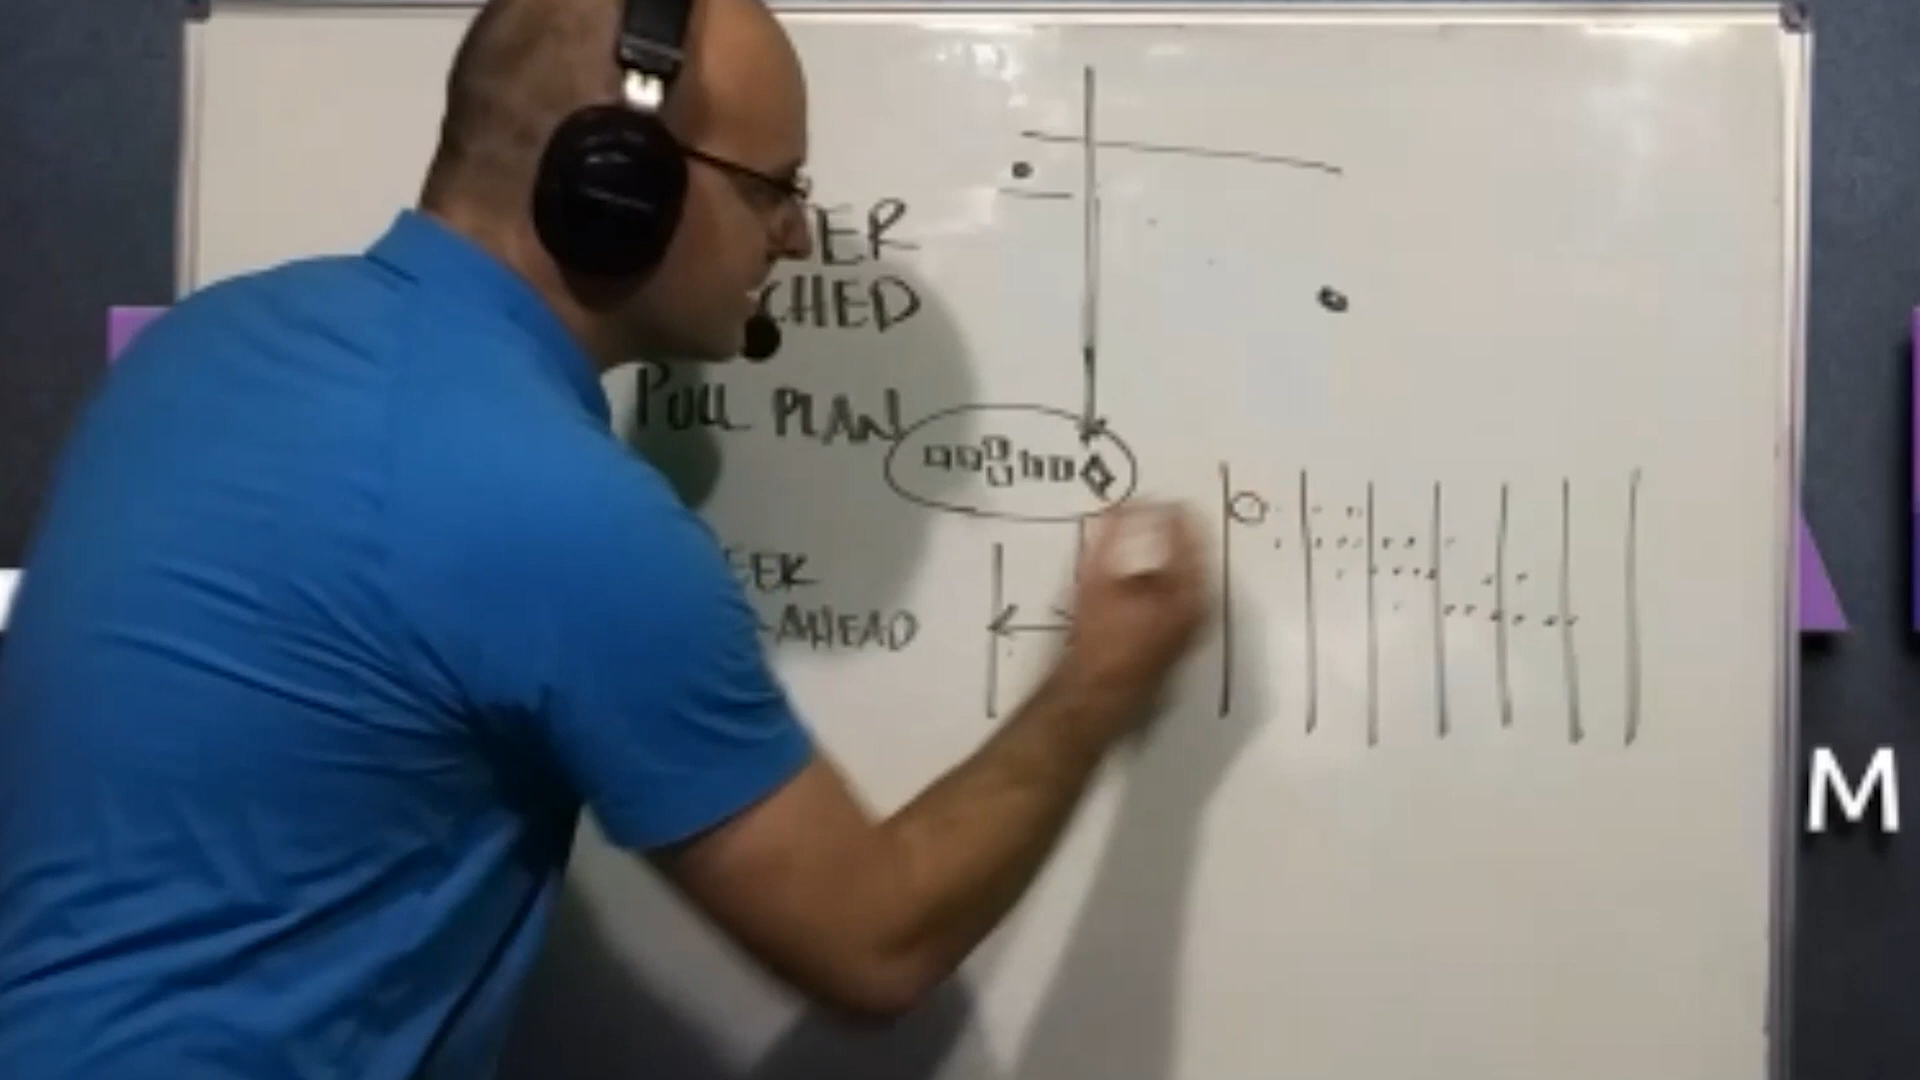 ER
CHED
PULL PLAN
EEK
-AHEAD
M